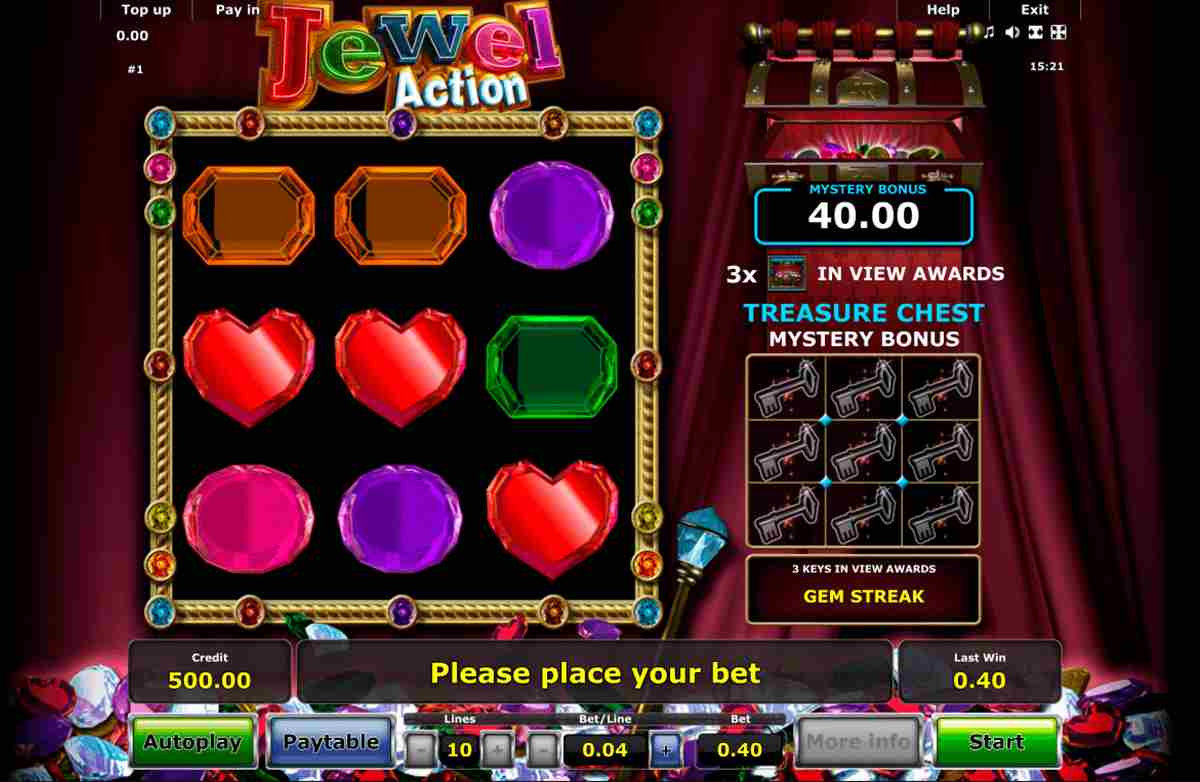 Top up
Pay in
Help
Exit
0.00
#1
15:21
Jewel
Action
MYSTERY BONUS
40.00
3x IN VIEW AWARDS
TREASURE CHEST
MYSTERY BONUS
3 KEYS IN VIEW AWARDS
GEM STREAK
Credit
500.00
Please place your bet
Last Win
0.40
Autoplay
Paytable
Lines
- 10 +
Bet/Line
- 0.04 +
Bet
0.40
More info
Start